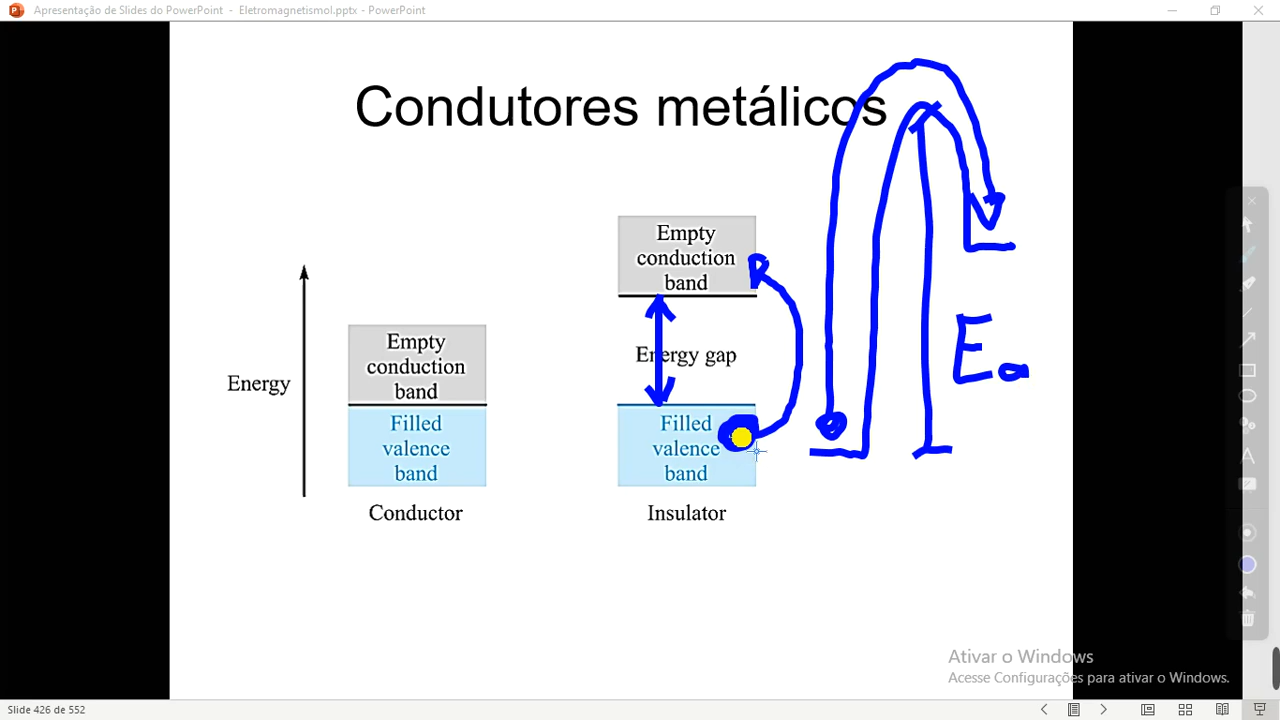 Apresentação de Slides do PowerPoint - Eletromagnetismol.pptx - PowerPoint
Condutores metálicos
Empty
conduction
band
Energy gap
Filled
valence
band
Insulator
Energy
Empty
conduction
band
Filled
valence
band
Conductor
Ea
Ativar o Windows
Acesse Configurações para ativar o Windows.
Slide 426 de 552